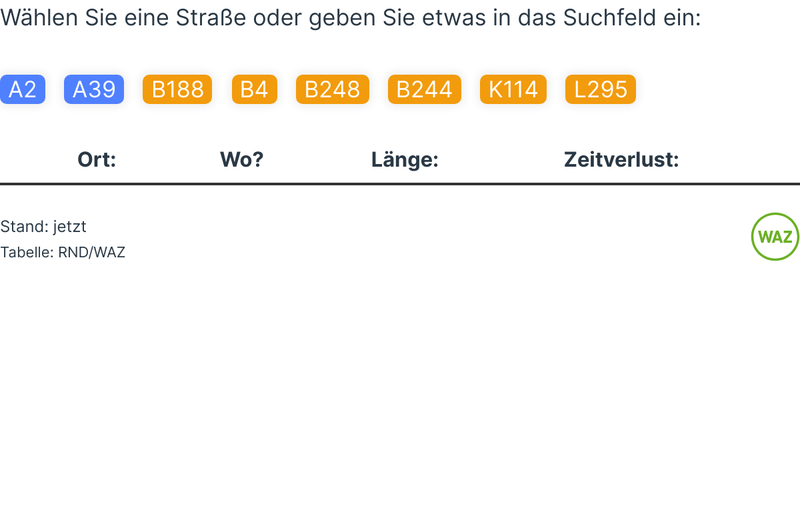 Wählen Sie eine Straße oder geben Sie etwas in das Suchfeld ein:
A2 A39 B188 B4 B248 B244 K114 L295
Ort: Wo? Länge: Zeitverlust:
Stand: jetzt
WAZ
Tabelle: RND/WAZ